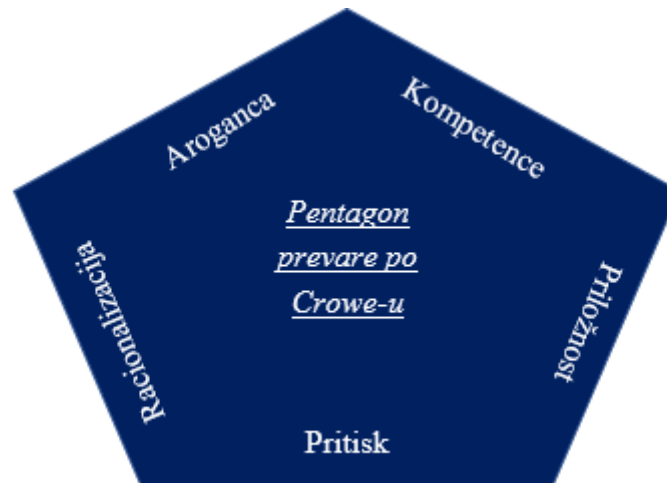 Aroganca
Kompetence
Pentagon
prevare po
Crowe-u
Racionalizacija
Priložnost
Pritisk